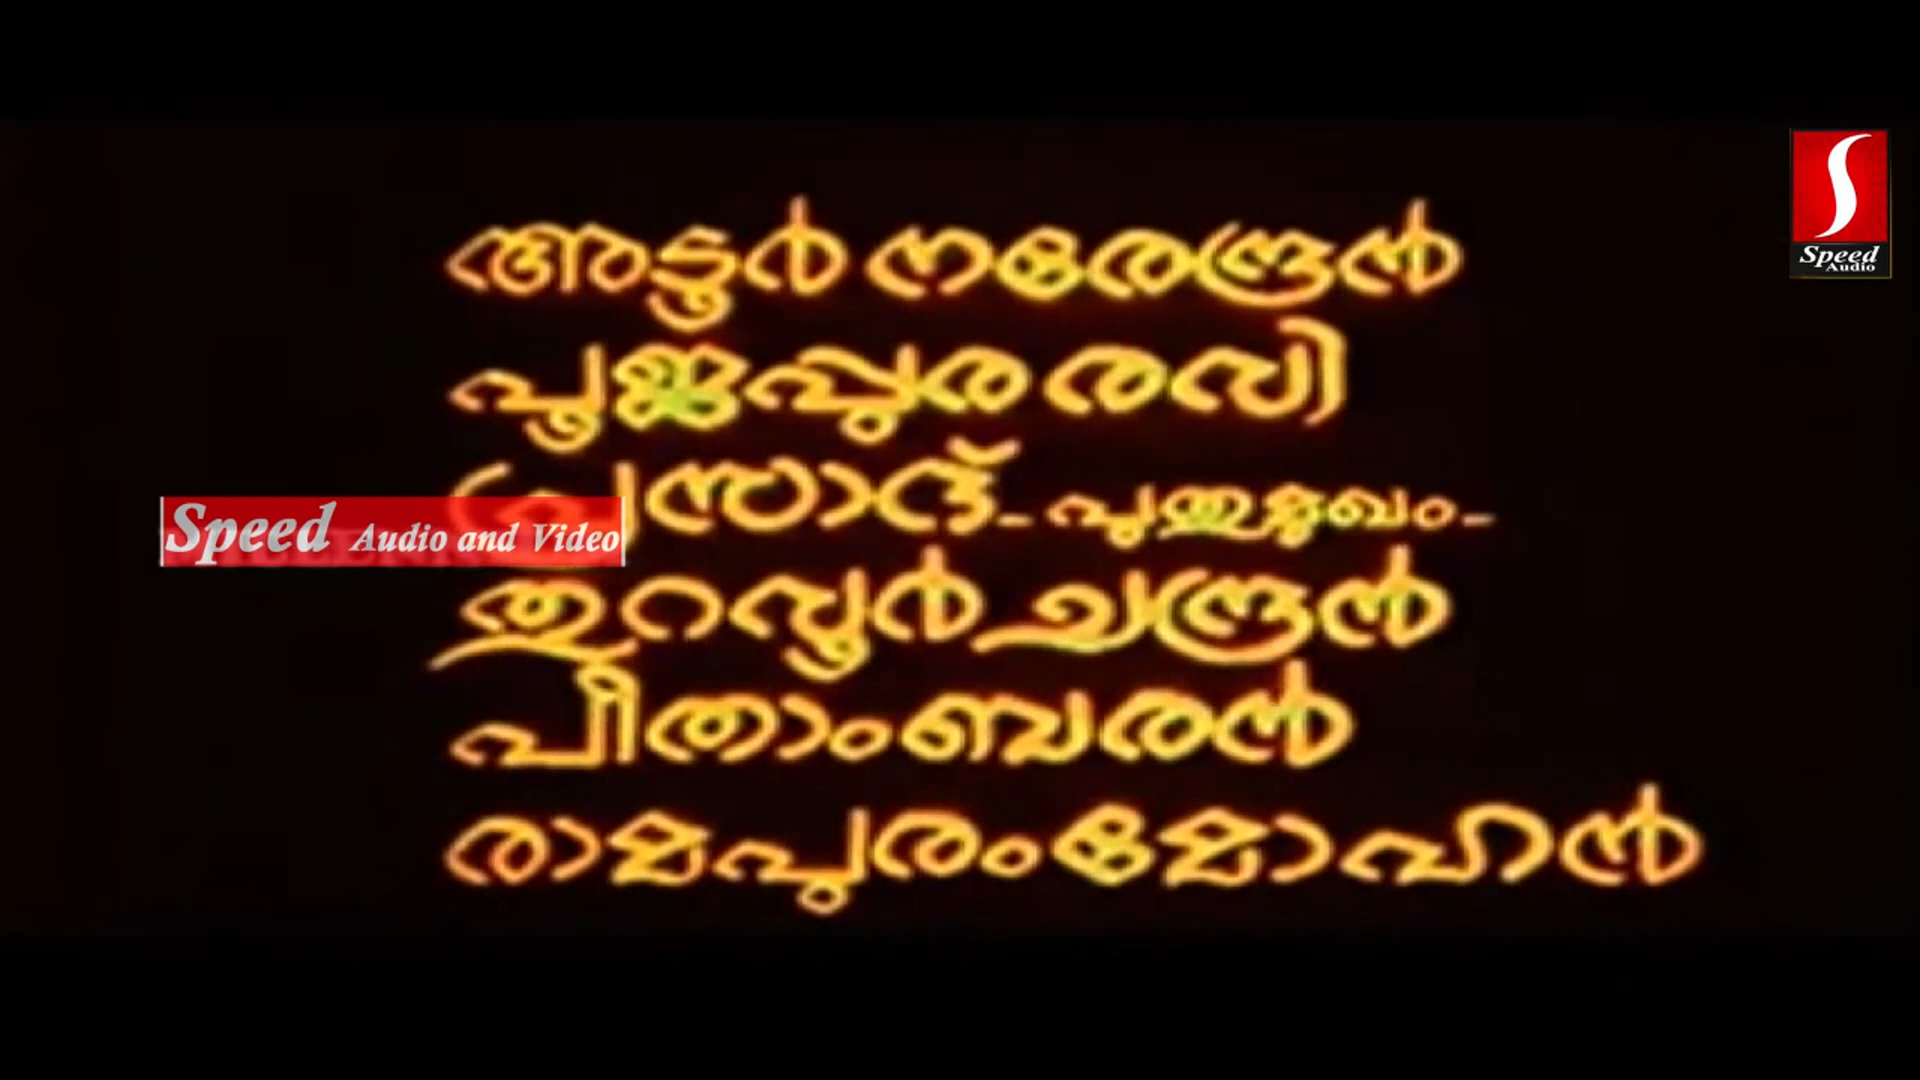 അടൂർ നരേന്ദ്രൻ
പൂജപ്പുര രവി
പ്രസാദ് - പുതുമുഖം -
തുറവൂർ ചന്ദ്രൻ
പീതാംബരൻ
രാമപുരം മോഹൻ
Speed Audio and Video
Speed
Audio